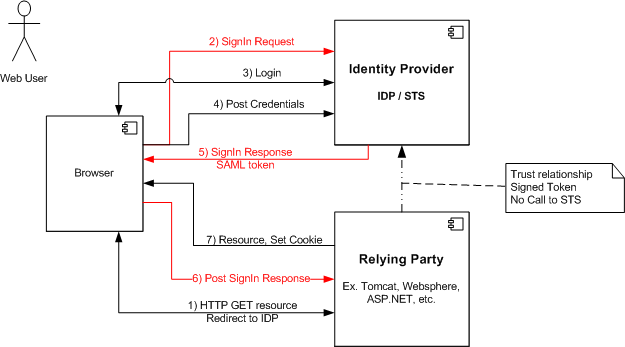 2) SignIn Request
Identity Provider
3) Login
Web User
IDP / STS
4) Post Credentials
5) SignIn Response
SAML token
Browser
Trust relationship
Signed Token
No Call to STS
7) Resource, Set Cookie
Relying Party
6) Post SignIn Response
Ex. Tomcat, Websphere,
ASP.NET, etc.
1) HTTP GET resource
Redirect to IDP